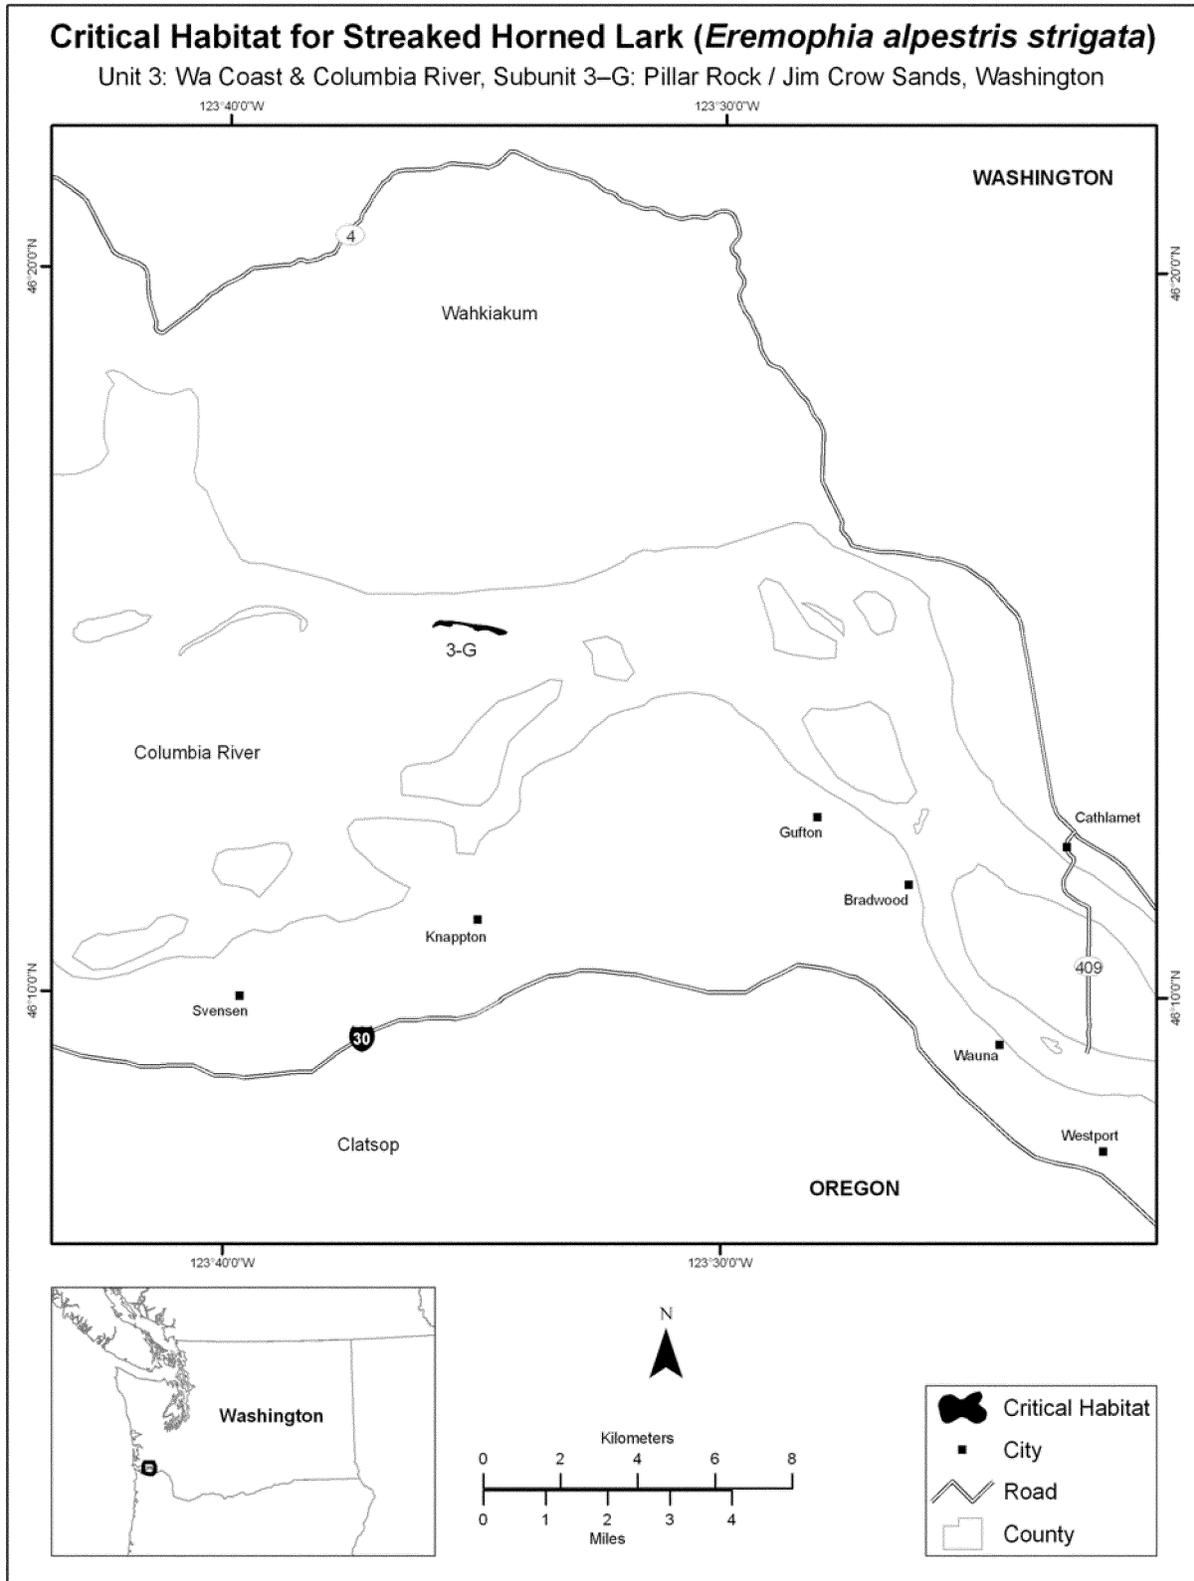 Critical Habitat for Streaked Horned Lark (Eremophia alpestris strigata)
Unit 3: Wa Coast & Columbia River, Subunit 3–G: Pillar Rock / Jim Crow Sands, Washington
123°40'0"W
123°30'0"W
WASHINGTON
4
46°20'0"N
46°20'0"N
Wahkiakum
3-G
Columbia River
Cathlamet
Gufton
Bradwood
Knappton
409
46°10'0"N
46°10'0"N
Svensen
30
Wauna
Westport
Clatsop
OREGON
123°40'0"W
123°30'0"W
N
Washington
Kilometers
0 2 4 6 8
0 1 2 3 4
Miles
Critical Habitat
City
Road
County